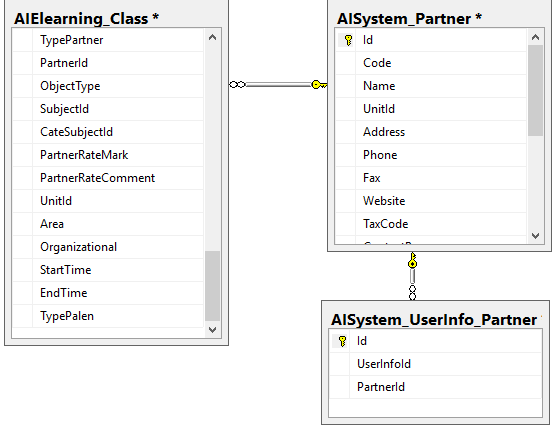 AIElearning_Class *
TypePartner
PartnerId
ObjectType
SubjectId
CateSubjectId
PartnerRateMark
PartnerRateComment
UnitId
Area
Organizational
StartTime
EndTime
TypePalen
AISystem_Partner *
Id
Code
Name
UnitId
Address
Phone
Fax
Website
TaxCode
AISystem_UserInfo_Partner
Id
UserInfoId
PartnerId